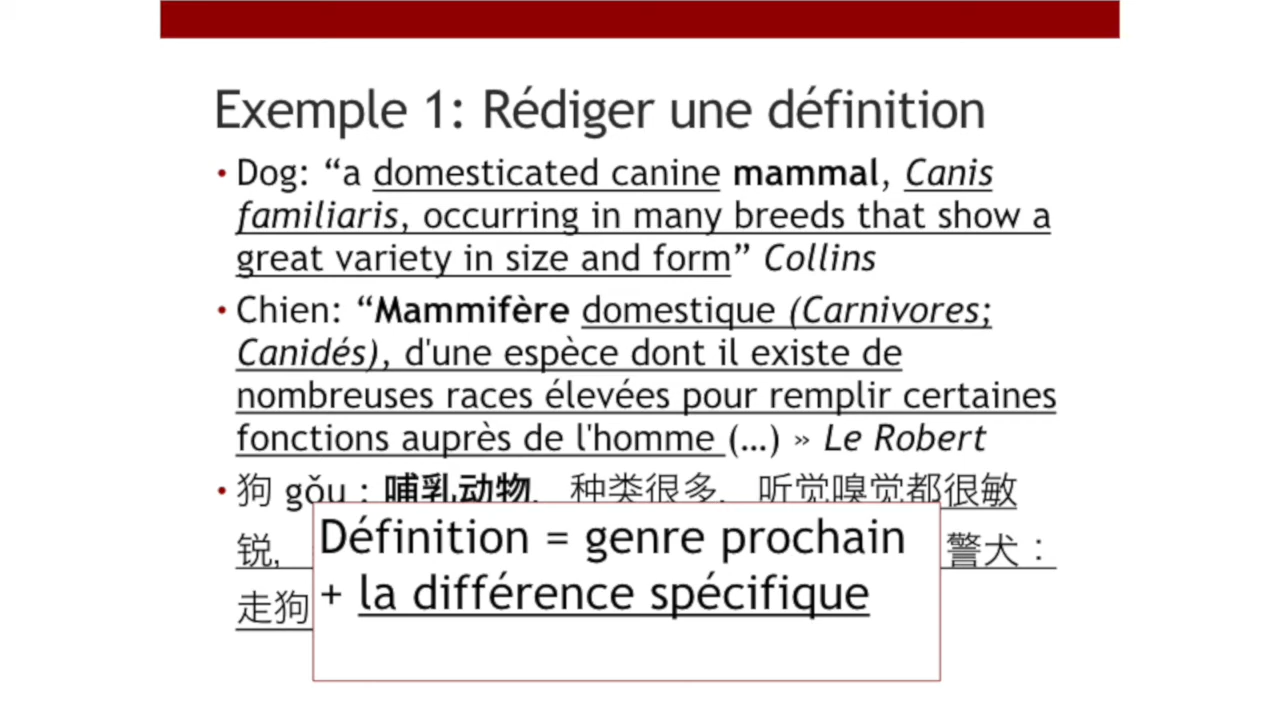 Exemple 1: Rédiger une définition
• Dog: “a domesticated canine mammal, Canis
familiaris, occurring in many breeds that show a
great variety in size and form” Collins
• Chien: “Mammifère domestique (Carnivores;
Canidés), d'une espèce dont il existe de
nombreuses races élevées pour remplir certaines
fonctions auprès de l'homme (…) » Le Robert
• 狗 gǒu : 哺乳动物，种类很多，听觉嗅觉都很敏
锐， 警犬：
走狗
Définition = genre prochain
+ la différence spécifique